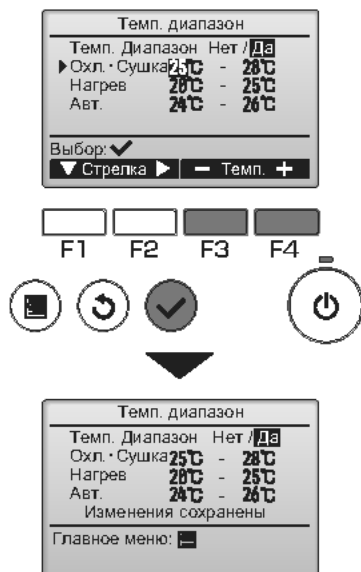 Темп. диапазон
Темп. Диапазон Нет / Да
▶Охл.・Сушка 25℃ - 28℃
Нагрев 20℃ - 25℃
Авт. 24℃ - 26℃
Выбор: ✔
▼ Стрелка ▶ − Темп. +
F1 F2 F3 F4
Темп. диапазон
Темп. Диапазон Нет / Да
Охл.・Сушка 25℃ - 28℃
Нагрев 20℃ - 25℃
Авт. 24℃ - 26℃
Изменения сохранены
Главное меню: